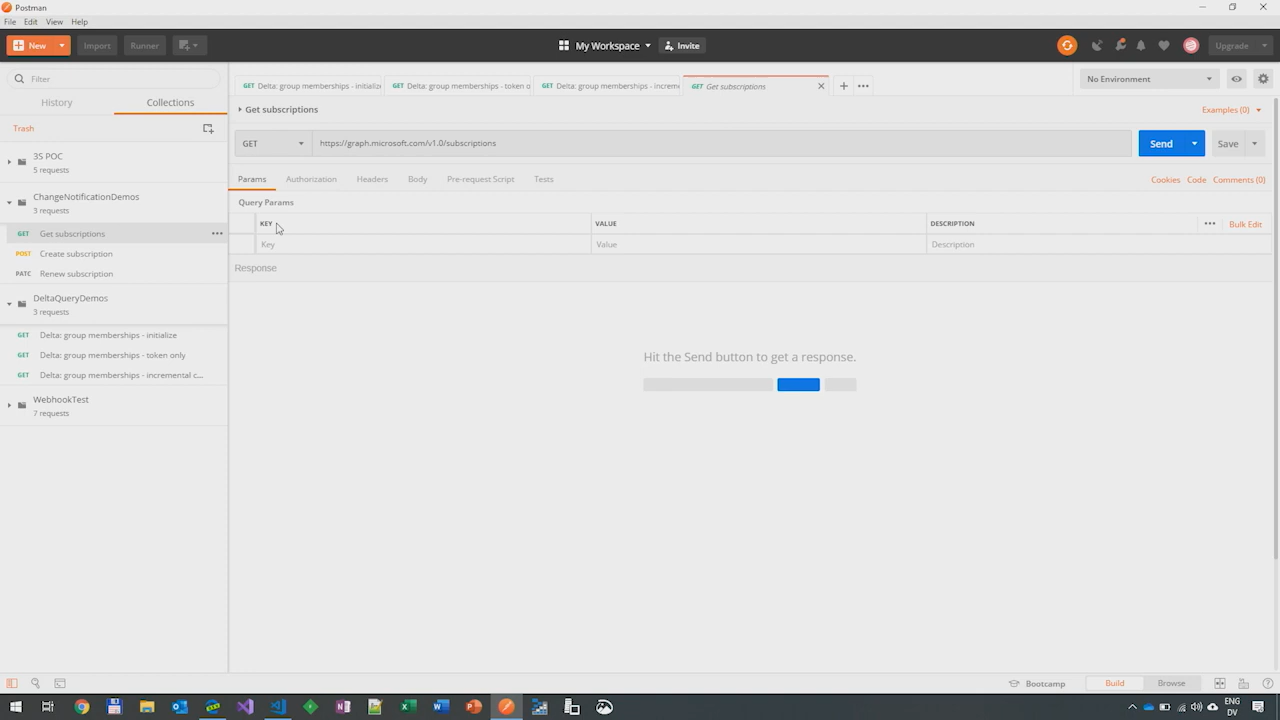 Postman
File Edit View Help
New Import Runner My Workspace Invite Upgrade
Filter
History Collections
Trash
3S POC
5 requests
ChangeNotificationDemos
3 requests
GET Get subscriptions
POST Create subscription
PATC Renew subscription
DeltaQueryDemos
3 requests
GET Delta: group memberships - initialize
GET Delta: group memberships - token only
GET Delta: group memberships - incremental c...
WebhookTest
7 requests
GET Delta: group memberships - initializ
GET Delta: group memberships - token o
GET Delta: group memberships - increme
GET Get subscriptions
No Environment
Get subscriptions
Examples (0)
GET https://graph.microsoft.com/v1.0/subscriptions Send Save
Params Authorization Headers Body Pre-request Script Tests Cookies Code Comments (0)
Query Params
KEY VALUE DESCRIPTION Bulk Edit
Key Value Description
Response
Hit the Send button to get a response.
Bootcamp Build Browse
ENG
DV